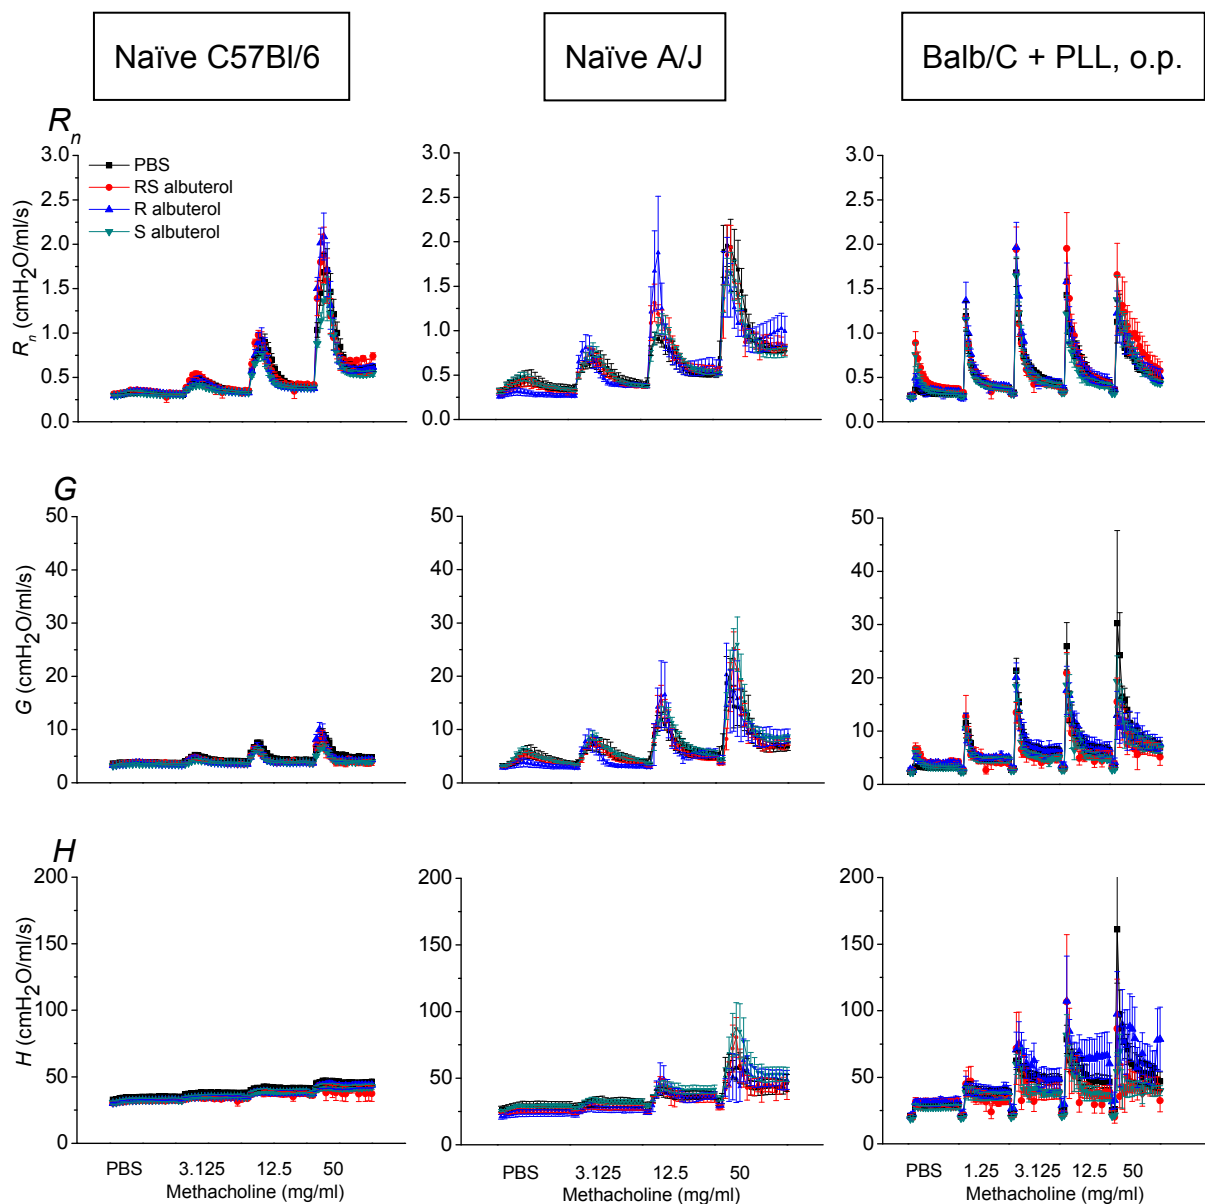 Naïve C57Bl/6
Naïve A/J
Balb/C + PLL, o.p.
Rn
3.0
2.5
2.0
1.5
1.0
0.5
0.0
Rn (cmH2O/ml/s)
PBS
RS albuterol
R albuterol
S albuterol
3.0
2.5
2.0
1.5
1.0
0.5
0.0
3.0
2.5
2.0
1.5
1.0
0.5
0.0
G
50
40
30
20
10
0
G (cmH2O/ml/s)
50
40
30
20
10
0
50
40
30
20
10
0
H
200
150
100
50
0
H (cmH2O/ml/s)
PBS 3.125 12.5 50
Methacholine (mg/ml)
200
150
100
50
0
PBS 3.125 12.5 50
Methacholine (mg/ml)
200
150
100
50
0
PBS 1.25 3.125 12.5 50
Methacholine (mg/ml)